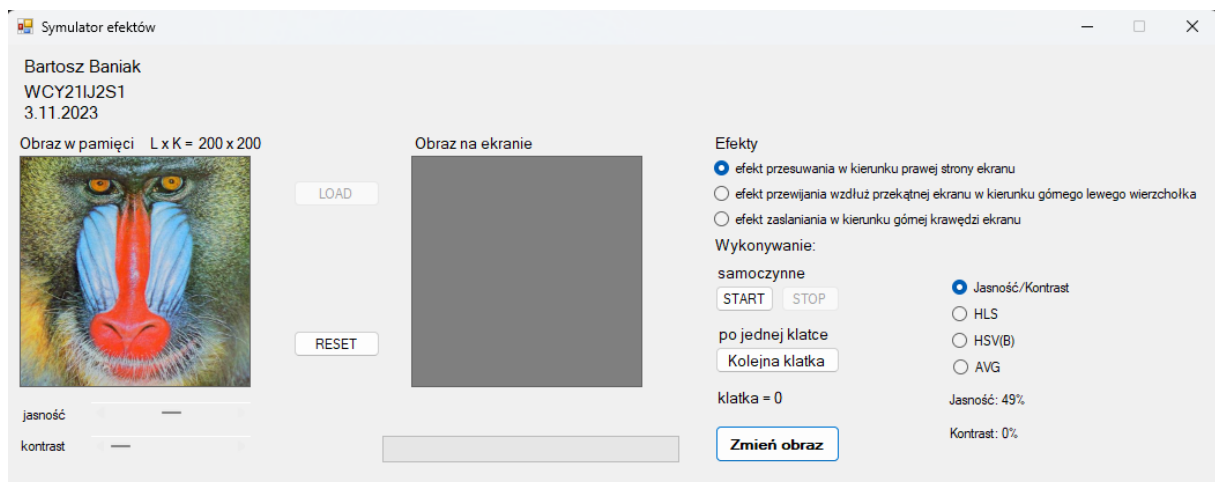 Symulator efektów
Bartosz Baniak
WCY21IJ2S1
3.11.2023
Obraz w pamięci L x K = 200 x 200
Obraz na ekranie
Efekty
LOAD
efekt przesuwania w kierunku prawej strony ekranu
efekt przewijania wzdłuż przekątnej ekranu w kierunku górnego lewego wierzchołka
efekt zaslaniania w kierunku górnej krawędzi ekranu
Wykonywanie:
samoczynne
START STOP
Jasność/Kontrast
HLS
RESET
po jednej klatce
HSV(B)
Kolejna klatka
AVG
klatka = 0
Jasność: 49%
jasność
kontrast
Zmień obraz
Kontrast: 0%